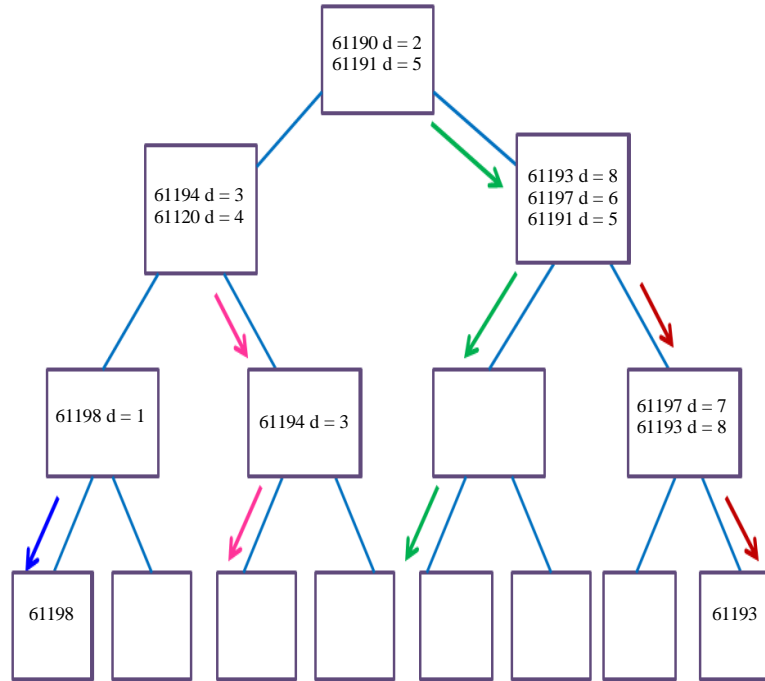 61190 d = 2
61191 d = 5
61194 d = 3
61120 d = 4
61193 d = 8
61197 d = 6
61191 d = 5
61198 d = 1
61194 d = 3
61197 d = 7
61193 d = 8
61198
61193